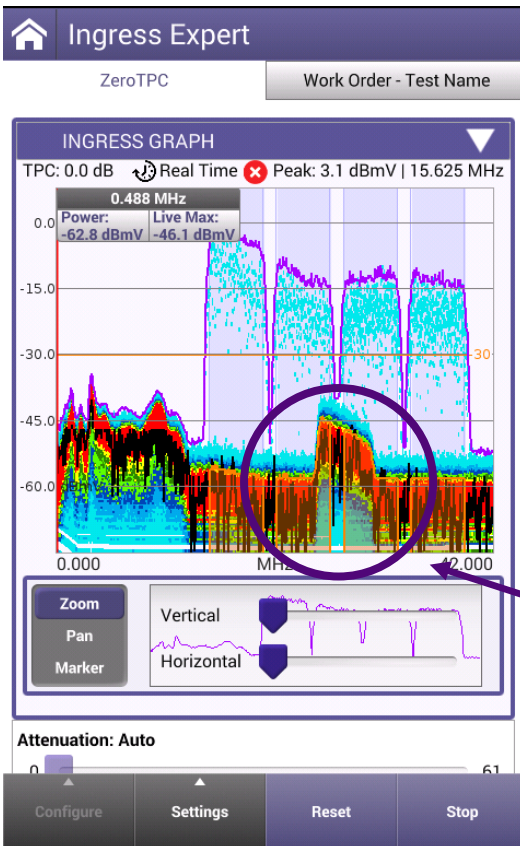 Ingress Expert
ZeroTPC
Work Order - Test Name
INGRESS GRAPH
TPC: 0.0 dB Real Time Peak: 3.1 dBmV | 15.625 MHz
0.488 MHz
Power: Live Max:
-62.8 dBmV -46.1 dBmV
0.0
-15.0
-30.0
-30
-45.0
-60.0
0.000 MHz 42.000
Zoom
Pan
Marker
Vertical
Horizontal
Attenuation: Auto
0 61
Configure Settings Reset Stop